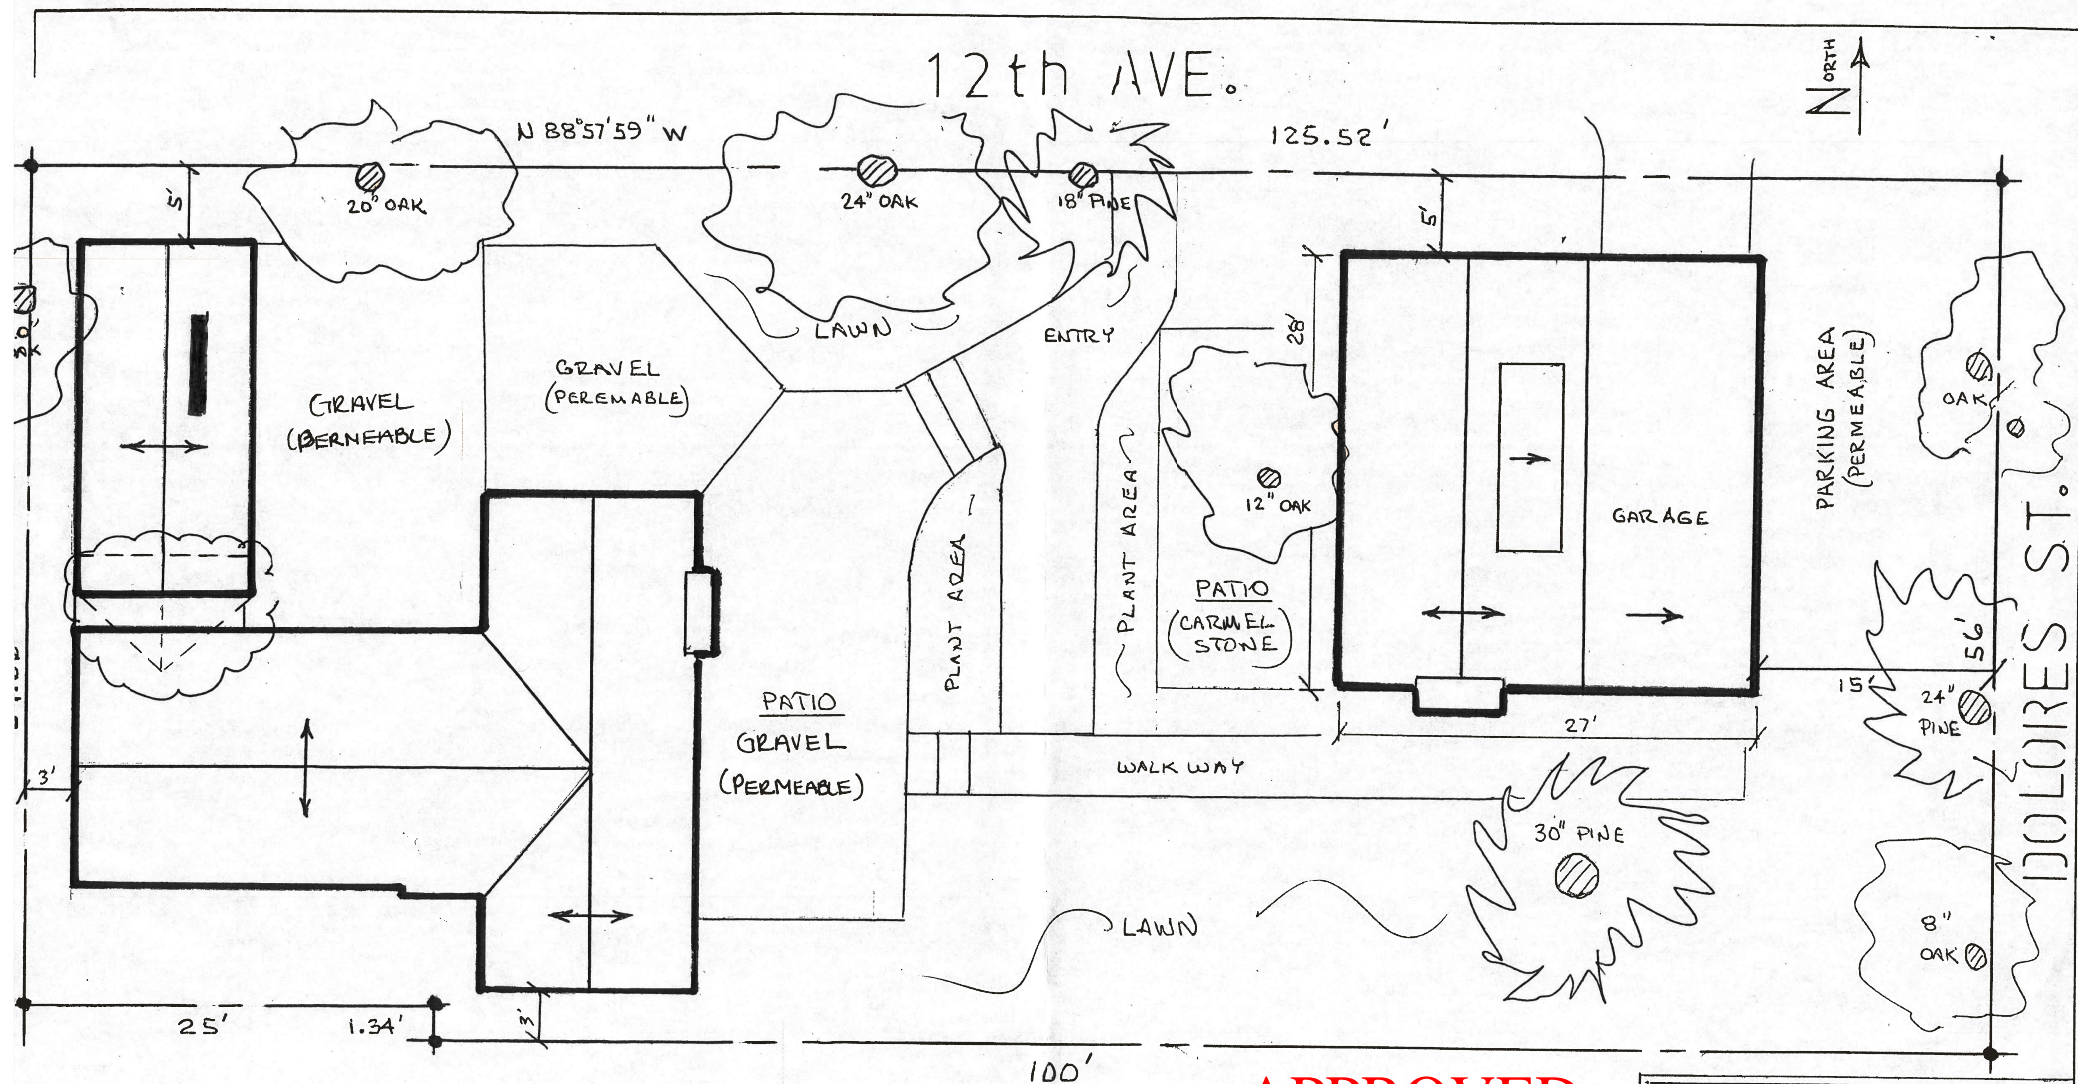 12th AVE.
NORTH
N 88°57'59" W
125.52'
5'
20" OAK
24" OAK
18" PINE
5'
LAWN
ENTRY
28'
GRAVEL
(PEREMABLE)
GRAVEL
(PERMEABLE)
PARKING AREA
(PERMEABLE)
OAK
12" OAK
GARAGE
PLANT AREA
PLANT AREA
PATIO
(CARMEL
STONE)
DOLORES ST.
56'
15'
24"
PINE
27'
PATIO
GRAVEL
(PERMEABLE)
WALK WAY
3'
30" PINE
LAWN
8"
OAK
25'
1.34'
3'
100'
APPROVED